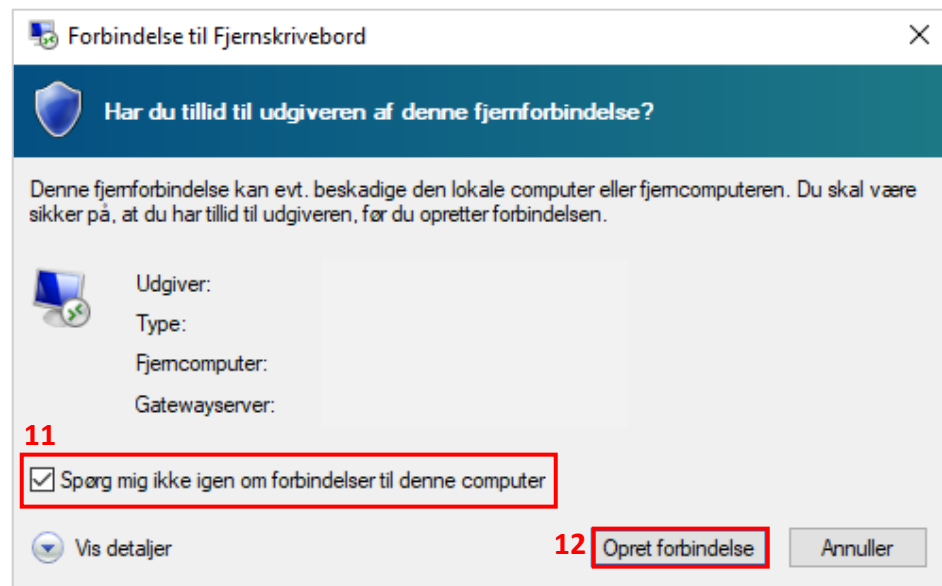 Forbindelse til Fjernskrivebord
Har du tillid til udgiveren af denne fjernforbindelse?
Denne fjernforbindelse kan evt. beskadige den lokale computer eller fjerncomputeren. Du skal være
sikker på, at du har tillid til udgiveren, før du opretter forbindelsen.
Udgiver:
Type:
Fjerncomputer:
Gatewayserver:
11
Spørg mig ikke igen om forbindelser til denne computer
Vis detaljer
12 Opret forbindelse
Annuller